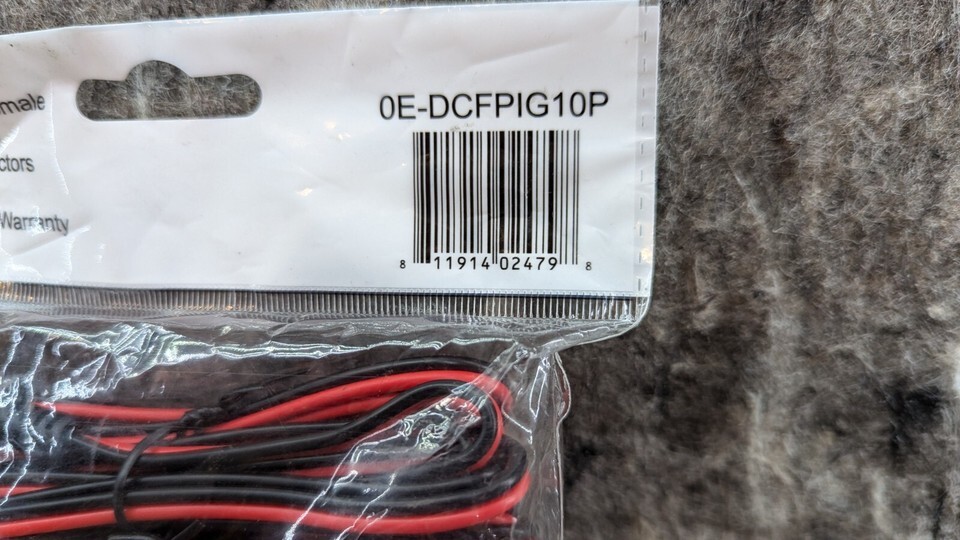 male
0E-DCFPIG10P
ctors
Warranty
8 11914 02479 8